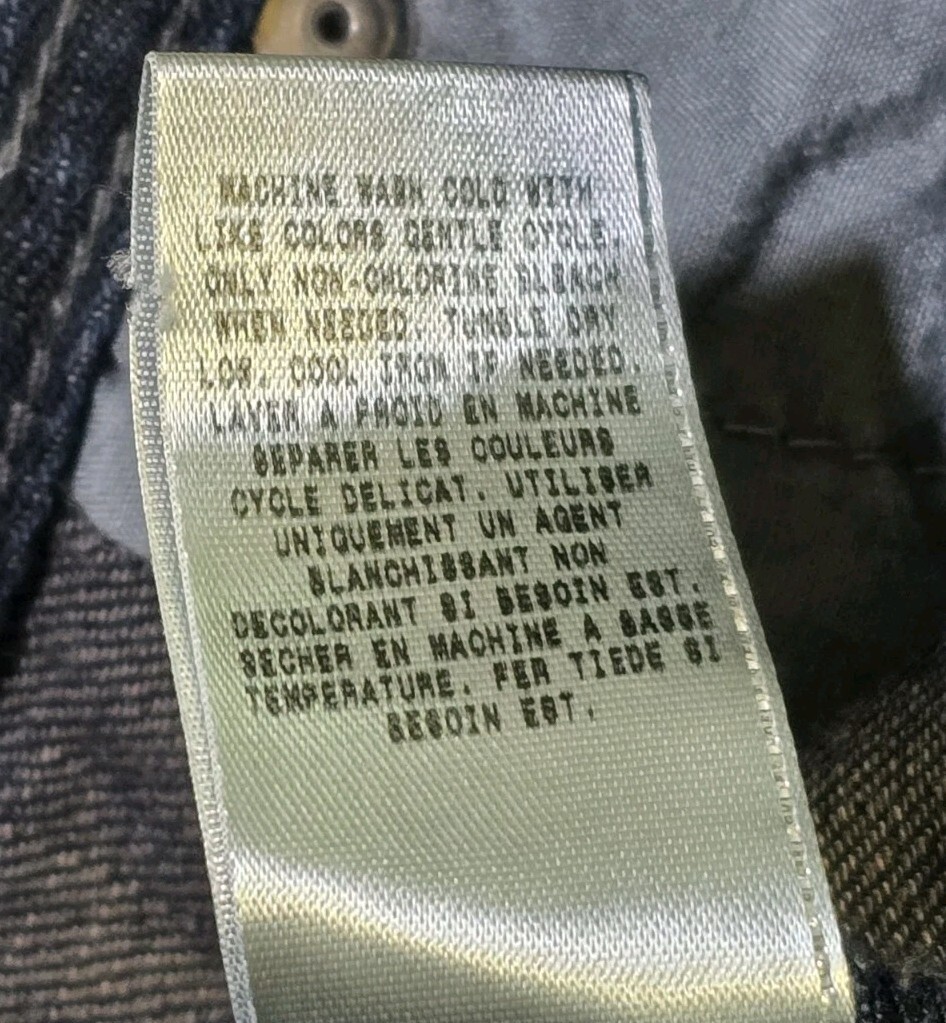 MACHINE WASH COLD WITH
LIKE COLORS GENTLE CYCLE.
ONLY NON-CHLORINE BLEACH
WHEN NEEDED. TUMBLE DRY
LOW. COOL IRON IF NEEDED.
LAVER A FROID EN MACHINE
SEPARER LES COULEURS
CYCLE DELICAT. UTILISER
UNIQUEMENT UN AGENT
BLANCHISSANT NON
DECOLORANT SI BESOIN EST.
SECHER EN MACHINE A BASSE
TEMPERATURE. FER TIEDE SI
BESOIN EST.